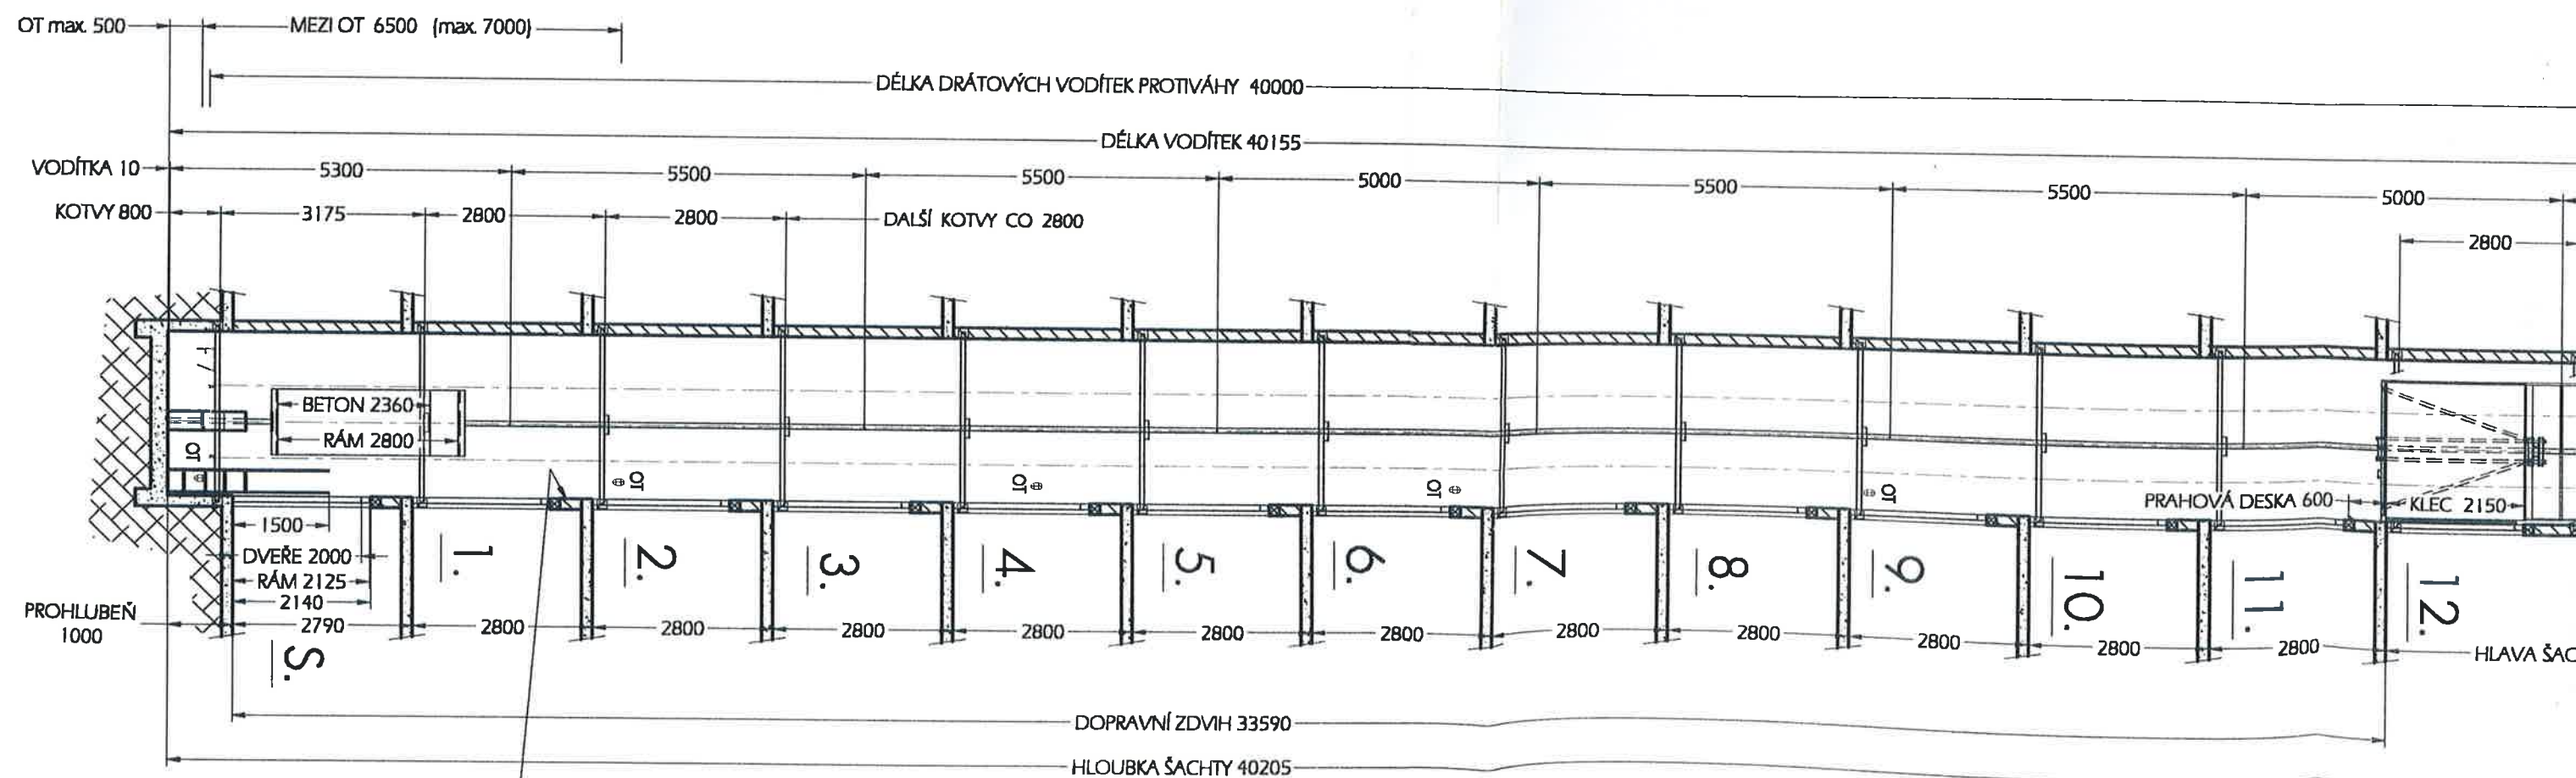 OT max. 500
MEZI OT 6500 (max. 7000)
DÉLKA DRÁTOVÝCH VODÍTEK PROTIVÁHY 40000
DÉLKA VODÍTEK 40155
VODÍTKA 10
5300
5500
5500
5000
5500
5500
5000
KOTVY 800
3175
2800
2800
DALŠÍ KOTVY CO 2800
2800
BETON 2360
RÁM 2800
OT
OT
OT
OT
OT
PRAHOVÁ DESKA 600
KLEC 2150
1500
DVEŘE 2000
RÁM 2125
2140
1.
2.
3.
4.
5.
6.
7.
8.
9.
10.
11.
12.
PROHLUBEŇ
1000
2790
2800
2800
2800
2800
2800
2800
2800
2800
2800
2800
2800
HLAVA ŠAC
S.
DOPRAVNÍ ZDVIH 33590
HLOUBKA ŠACHTY 40205